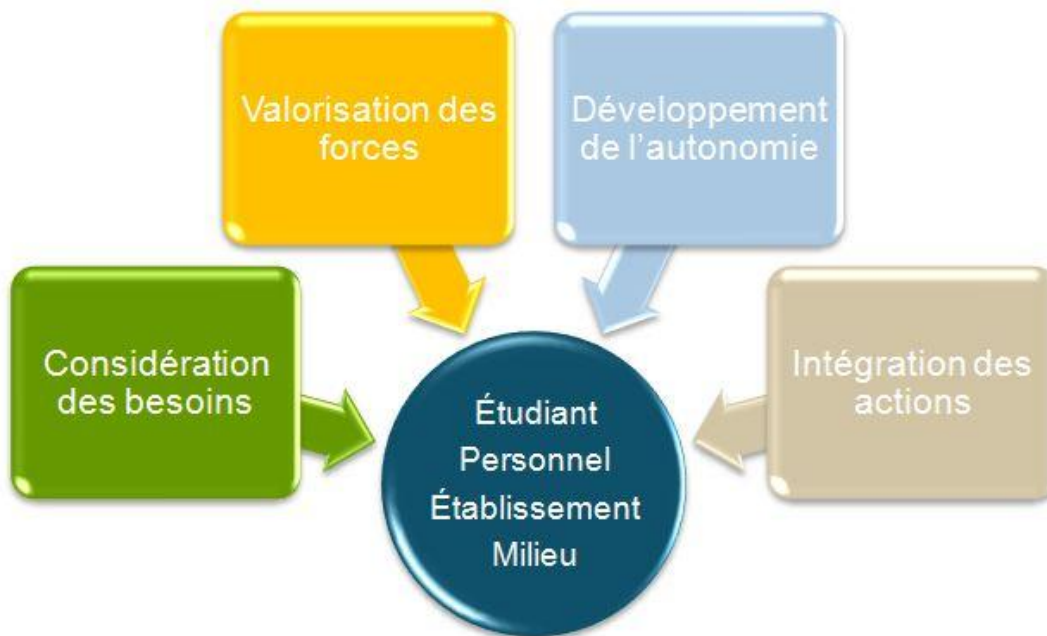 Valorisation des
forces
Développement
de l'autonomie
Considération
des besoins
Intégration des
actions
Étudiant
Personnel
Établissement
Milieu